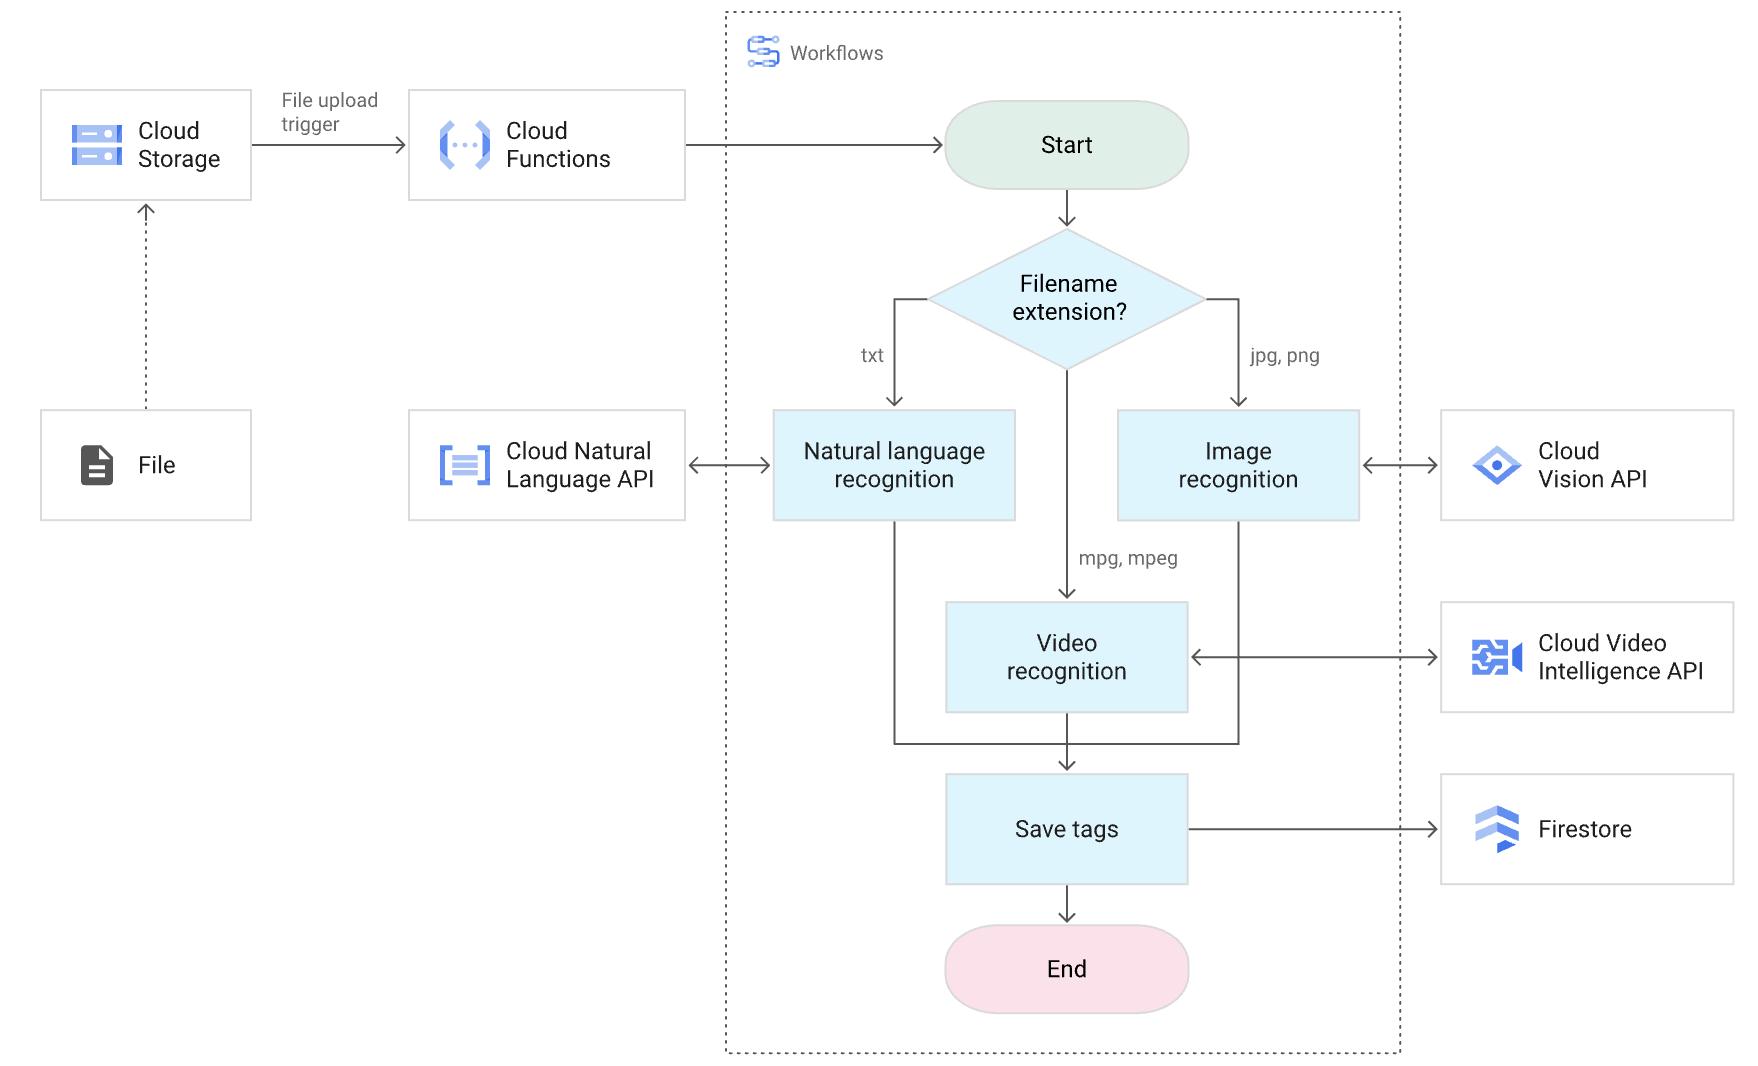 Workflows
File upload
trigger
Cloud
Storage
Cloud
Functions
Start
Filename
extension?
txt
jpg, png
File
Cloud Natural
Language API
Natural language
recognition
Image
recognition
Cloud
Vision API
mpg, mpeg
Video
recognition
Cloud Video
Intelligence API
Save tags
Firestore
End